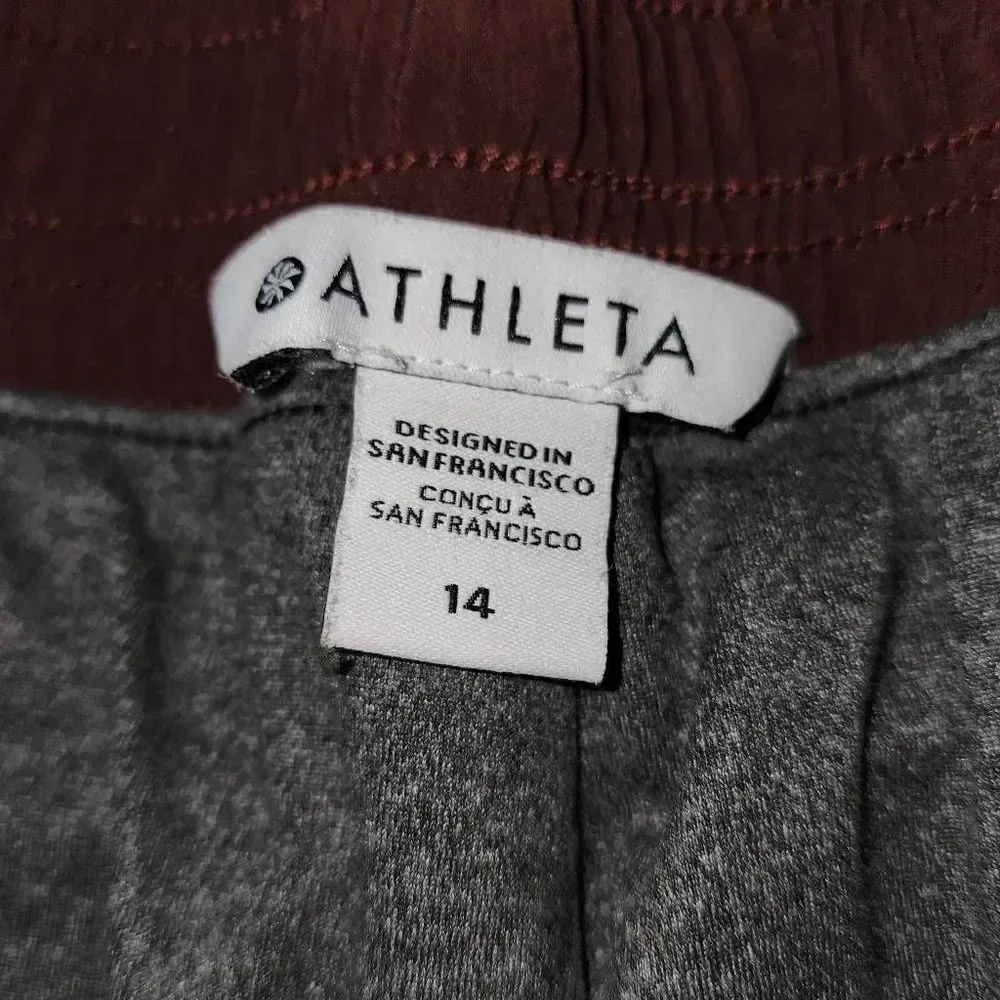 ATHLETA
DESIGNED IN
SAN FRANCISCO
CONÇU À
SAN FRANCISCO
14